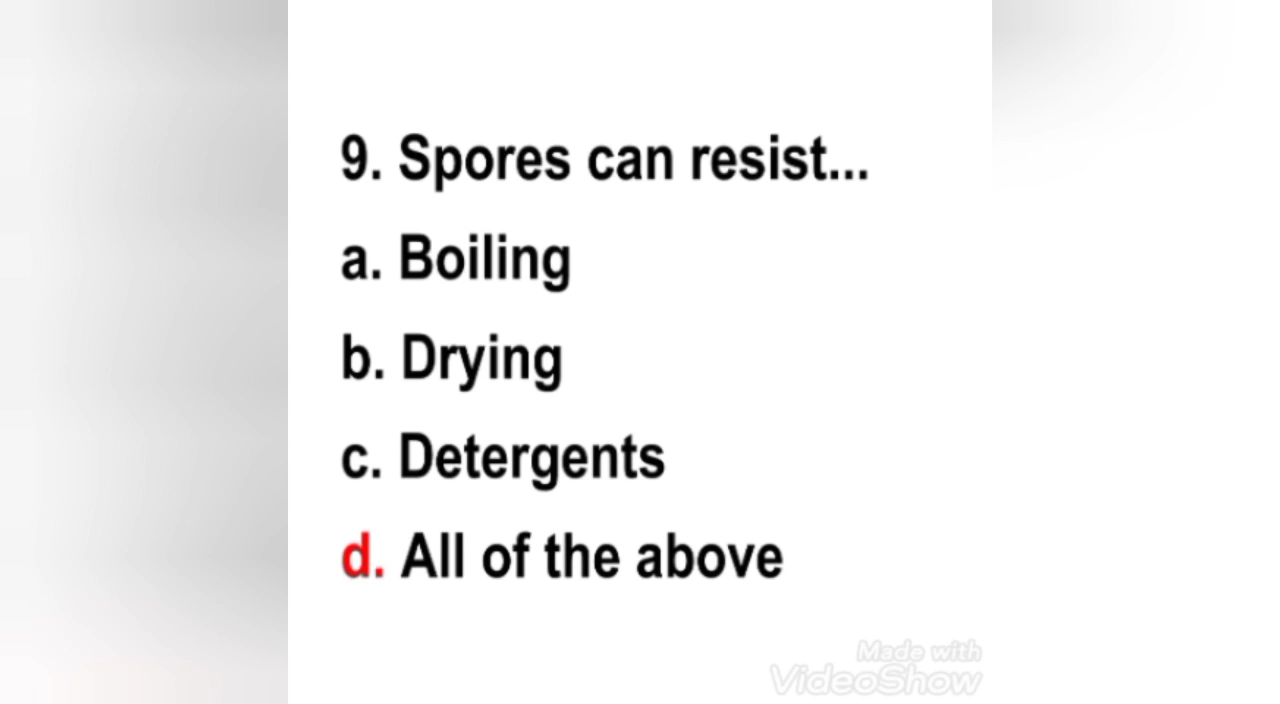 9. Spores can resist...
a. Boiling
b. Drying
c. Detergents
d. All of the above
Made with
VideoShow